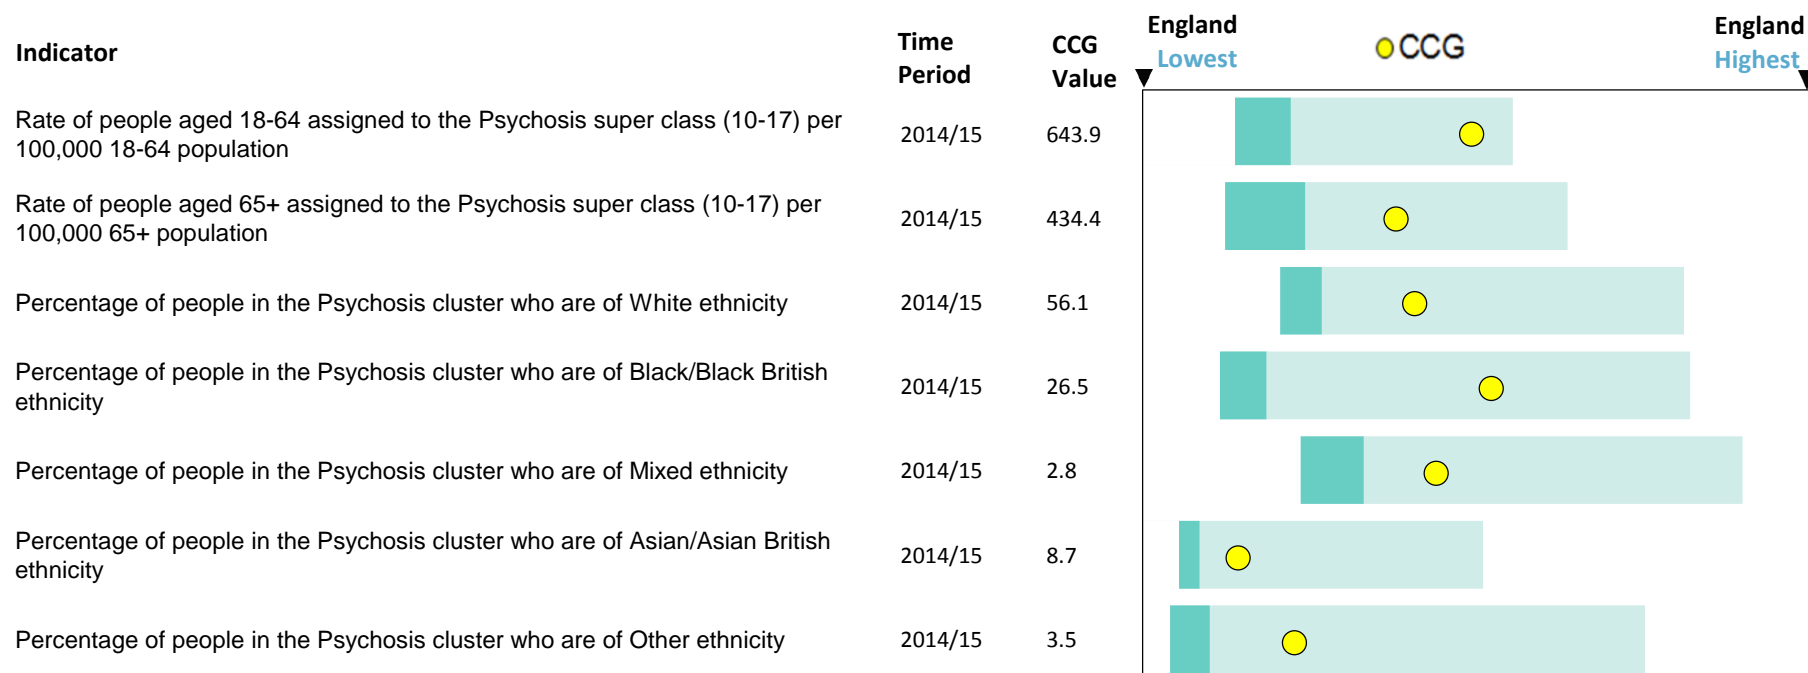 Indicator
Time Period
CCG Value
England Lowest
CCG
England Highest
Rate of people aged 18-64 assigned to the Psychosis super class (10-17) per
100,000 18-64 population
2014/15
643.9
Rate of people aged 65+ assigned to the Psychosis super class (10-17) per
100,000 65+ population
2014/15
434.4
Percentage of people in the Psychosis cluster who are of White ethnicity
2014/15
56.1
Percentage of people in the Psychosis cluster who are of Black/Black British
ethnicity
2014/15
26.5
Percentage of people in the Psychosis cluster who are of Mixed ethnicity
2014/15
2.8
Percentage of people in the Psychosis cluster who are of Asian/Asian British
ethnicity
2014/15
8.7
Percentage of people in the Psychosis cluster who are of Other ethnicity
2014/15
3.5